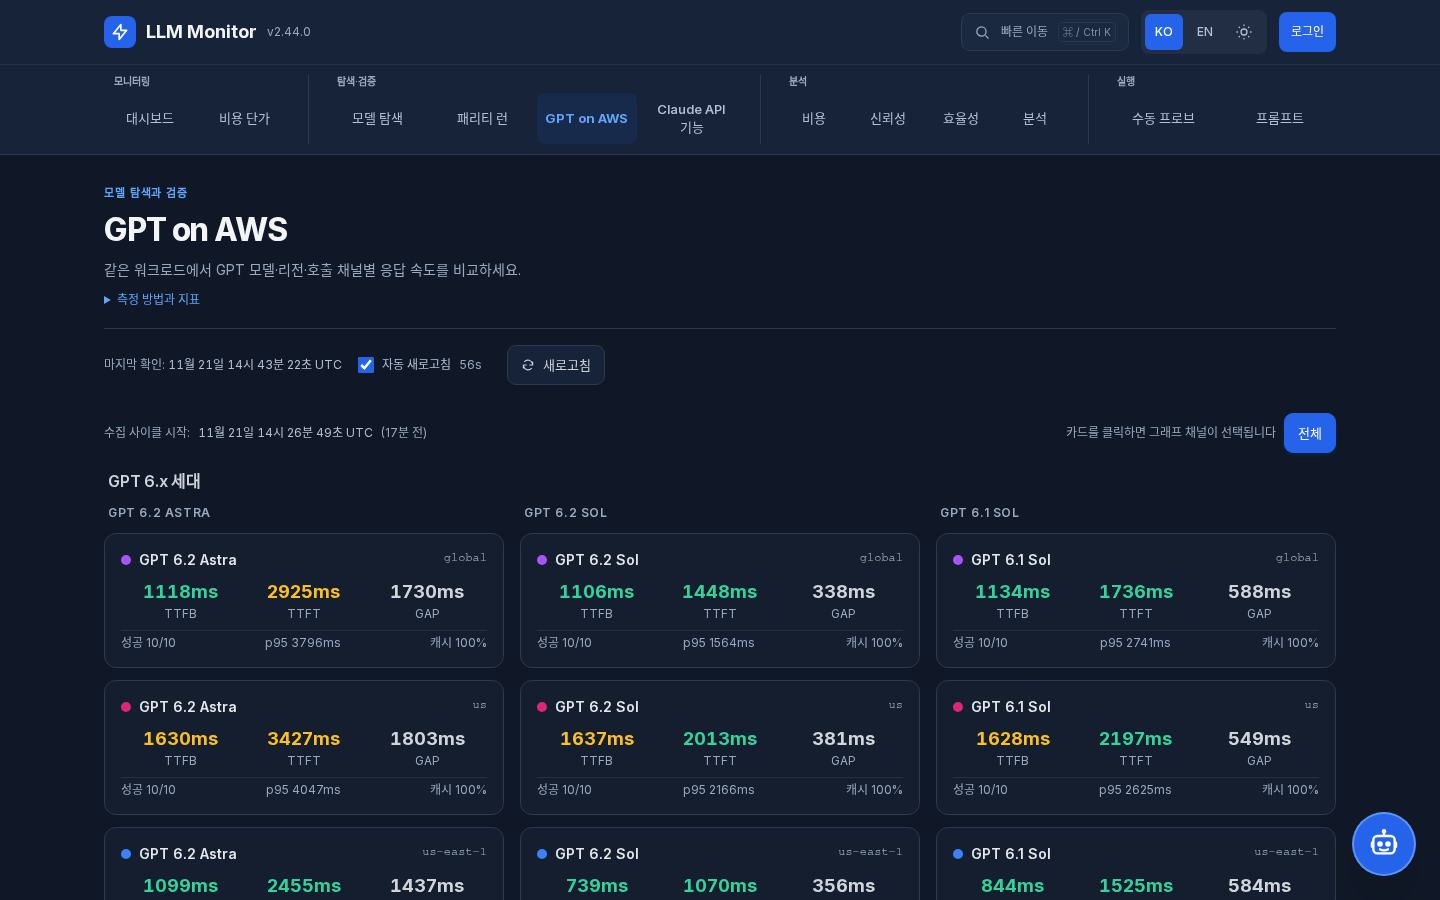 LLM Monitor v2.44.0
빠른 이동 ⌘ / Ctrl K
KO EN
로그인
모니터링
대시보드 비용 단가
탐색·검증
모델 탐색 패리티 런 GPT on AWS Claude API 기능
분석
비용 신뢰성 효율성 분석
실행
수동 프로브 프롬프트
모델 탐색과 검증
GPT on AWS
같은 워크로드에서 GPT 모델·리전·호출 채널별 응답 속도를 비교하세요.
측정 방법과 지표
마지막 확인: 11월 21일 14시 43분 22초 UTC 자동 새로고침 56s 새로고침
수집 사이클 시작: 11월 21일 14시 26분 49초 UTC (17분 전)
카드를 클릭하면 그래프 채널이 선택됩니다 전체
GPT 6.x 세대
GPT 6.2 ASTRA GPT 6.2 SOL GPT 6.1 SOL
GPT 6.2 Astra global
1118ms 2925ms 1730ms
TTFB TTFT GAP
성공 10/10 p95 3796ms 캐시 100%
GPT 6.2 Sol global
1106ms 1448ms 338ms
TTFB TTFT GAP
성공 10/10 p95 1564ms 캐시 100%
GPT 6.1 Sol global
1134ms 1736ms 588ms
TTFB TTFT GAP
성공 10/10 p95 2741ms 캐시 100%
GPT 6.2 Astra us
1630ms 3427ms 1803ms
TTFB TTFT GAP
성공 10/10 p95 4047ms 캐시 100%
GPT 6.2 Sol us
1637ms 2013ms 381ms
TTFB TTFT GAP
성공 10/10 p95 2166ms 캐시 100%
GPT 6.1 Sol us
1628ms 2197ms 549ms
TTFB TTFT GAP
성공 10/10 p95 2625ms 캐시 100%
GPT 6.2 Astra us-east-1
1099ms 2455ms 1437ms
GPT 6.2 Sol us-east-1
739ms 1070ms 356ms
GPT 6.1 Sol us-east-1
844ms 1525ms 584ms